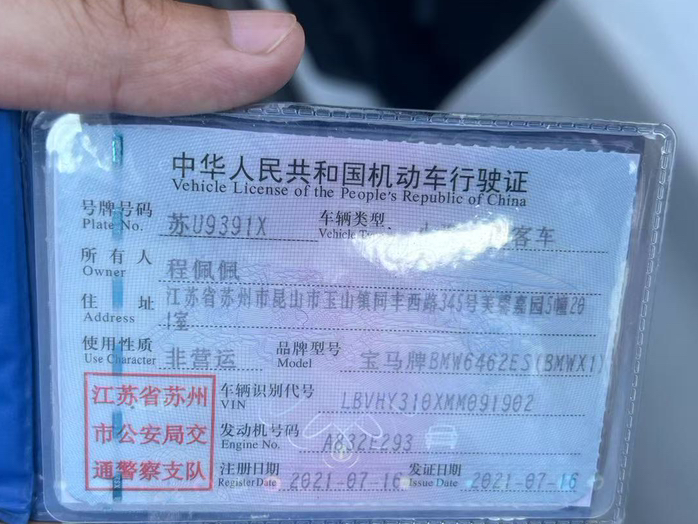 中华人民共和国机动车行驶证
Vehicle License of the People's Republic of China
号牌号码 苏U9391X 车辆类型
Plate No. Vehicle
客车
所有人 程佩佩
Owner
住址 江苏省苏州市昆山市玉山镇同丰西路345号美 嘉园5幢20
Address 1室
使用性质 非营运 品牌型号 宝马牌BMW6462ES(BMWX1)
Use Character Model
江苏省苏州
市公安局交
通警察支队
车辆识别代号 LBVHY310XMM091902
VIN
发动机号码 A832E293
Engine No.
注册日期 2021-07-16 发证日期 2021-07-16
Register Date Issue Date